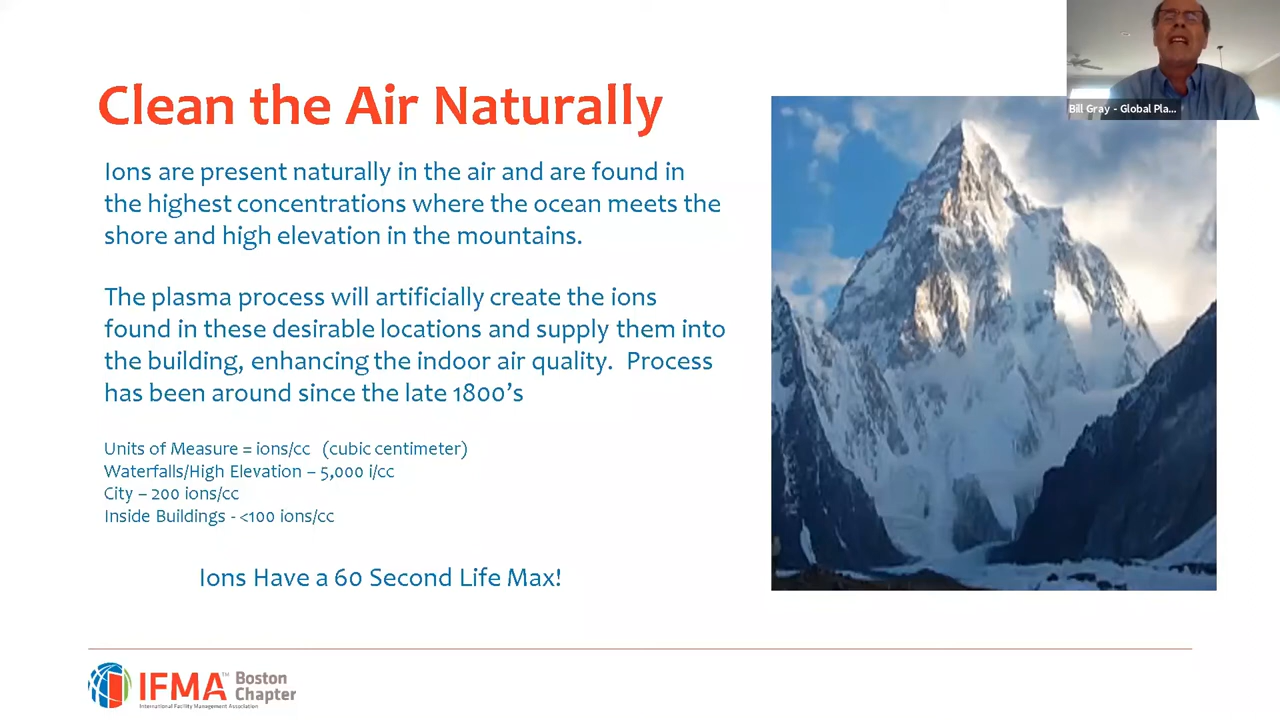 Clean the Air Naturally
Bill Gray - Global Pla...
Ions are present naturally in the air and are found in
the highest concentrations where the ocean meets the
shore and high elevation in the mountains.
The plasma process will artificially create the ions
found in these desirable locations and supply them into
the building, enhancing the indoor air quality. Process
has been around since the late 1800's
Units of Measure = ions/cc (cubic centimeter)
Waterfalls/High Elevation – 5,000 i/cc
City – 200 ions/cc
Inside Buildings - <100 ions/cc
Ions Have a 60 Second Life Max!
IFMA™
Boston
Chapter
International Facility Management Association